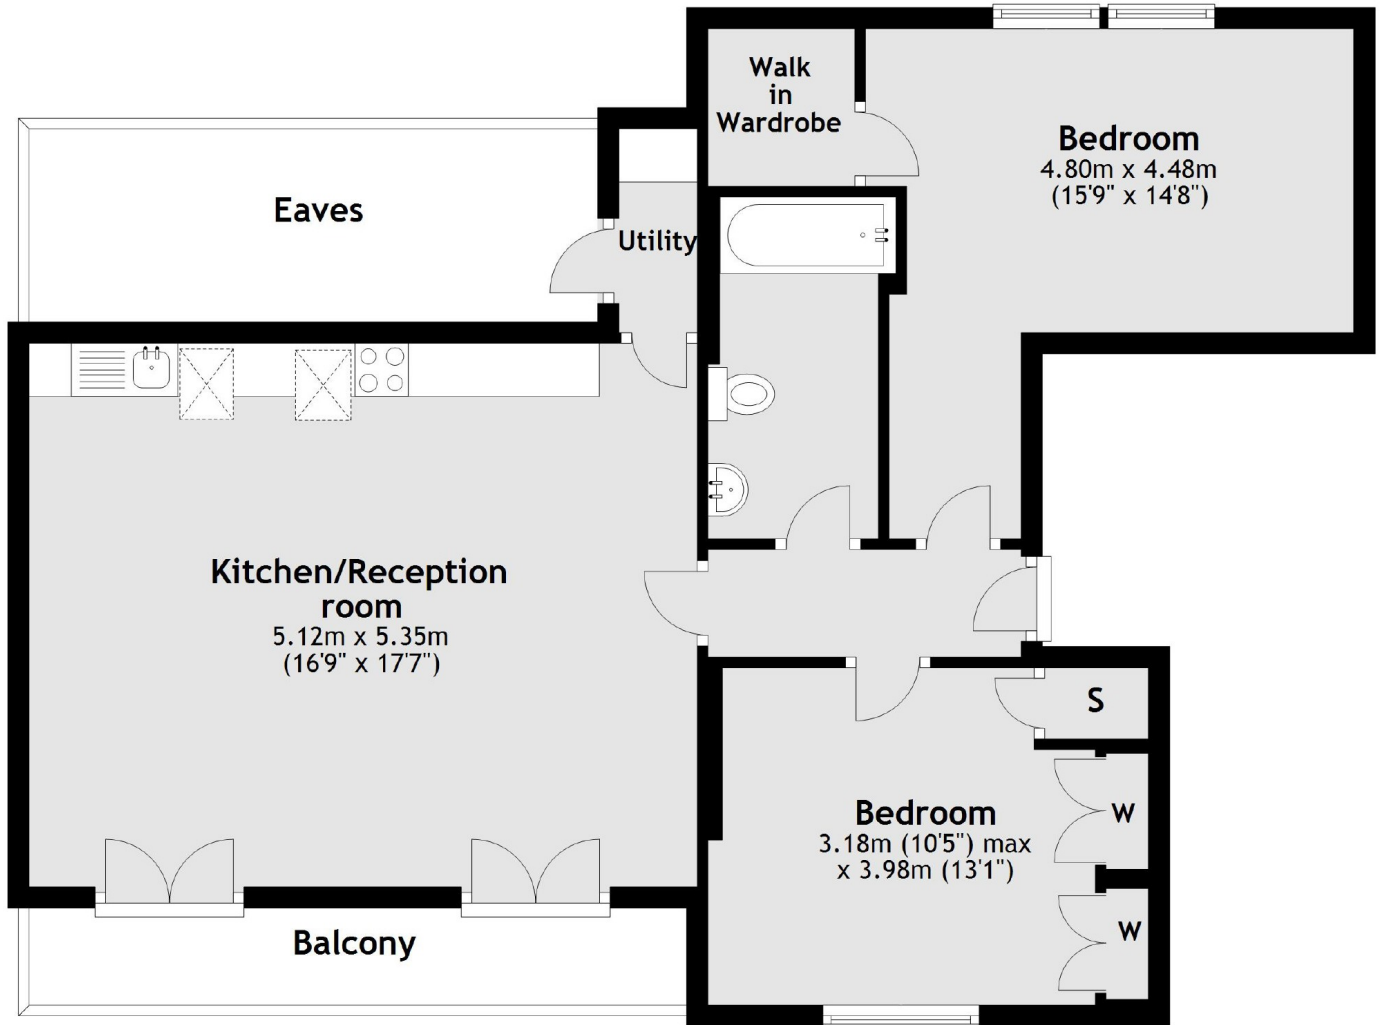 Walk
in
Wardrobe
Bedroom
4.80m x 4.48m
(15'9" x 14'8")
Eaves
Utility
Kitchen/Reception
room
5.12m x 5.35m
(16'9" x 17'7")
S
Bedroom
3.18m (10'5") max
x 3.98m (13'1")
W
W
Balcony